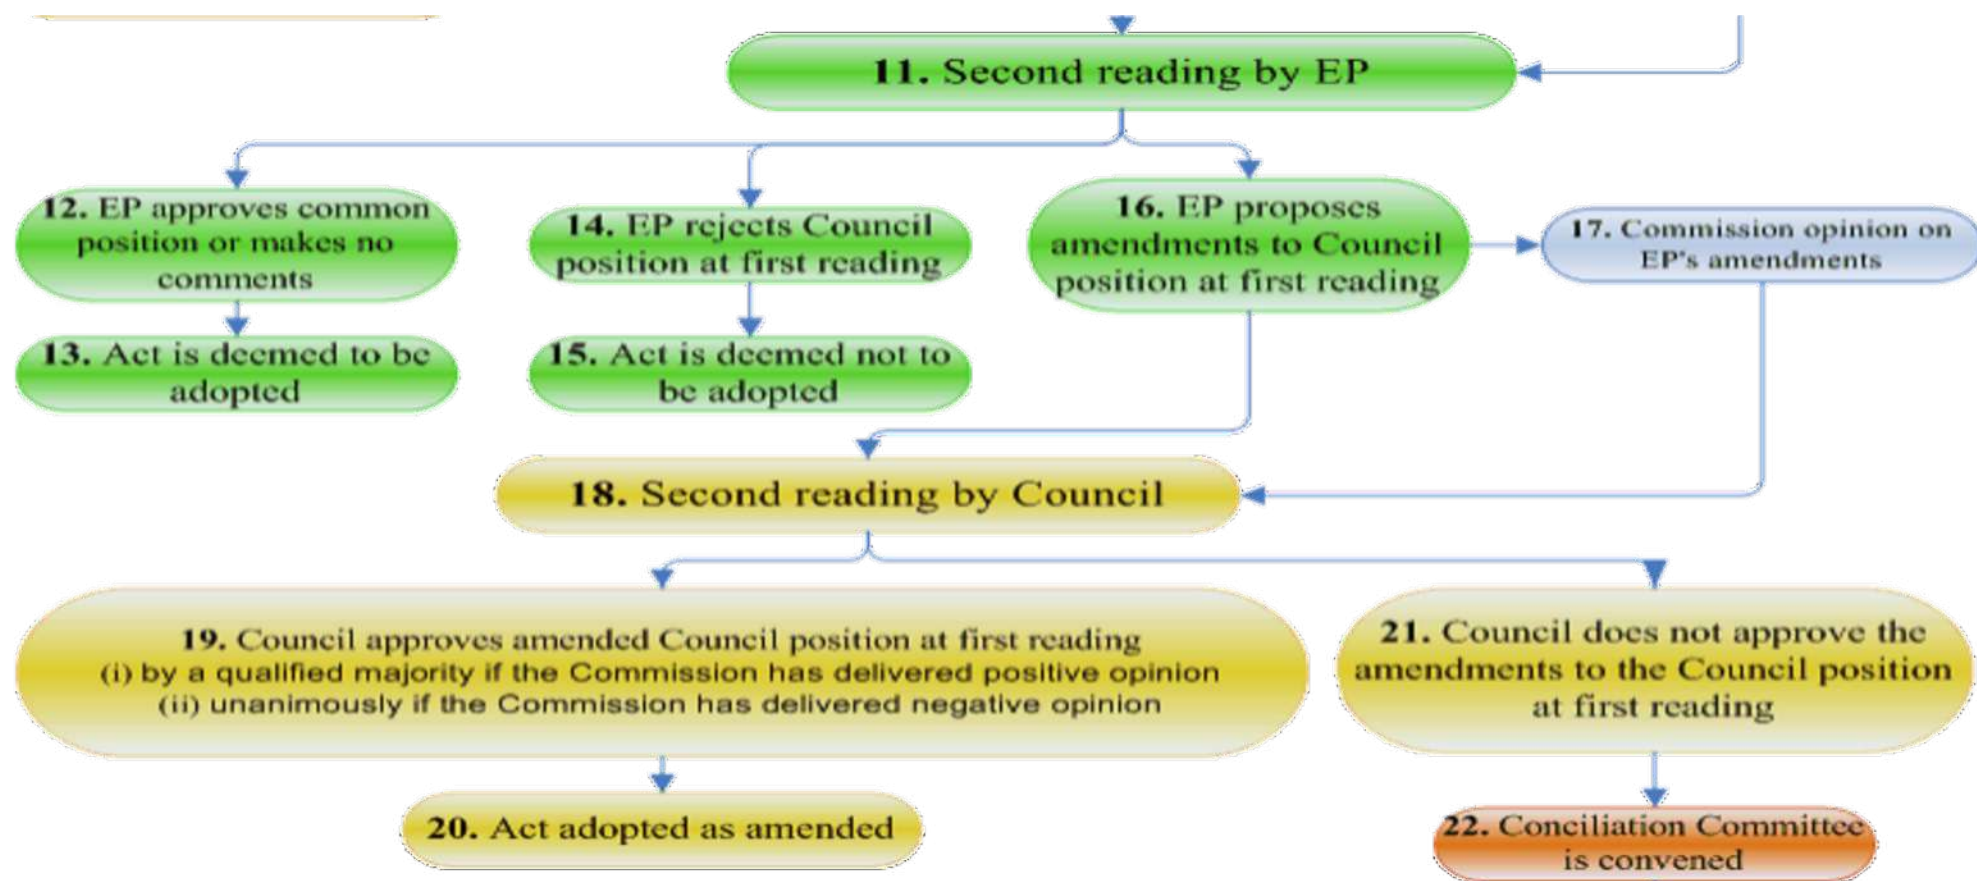 11. Second reading by EP
12. EP approves common
position or makes no
comments
14. EP rejects Council
position at first reading
16. EP proposes
amendments to Council
position at first reading
17. Commission opinion on
EP's amendments
13. Act is deemed to be
adopted
15. Act is deemed not to
be adopted
18. Second reading by Council
19. Council approves amended Council position at first reading
(i) by a qualified majority if the Commission has delivered positive opinion
(ii) unanimously if the Commission has delivered negative opinion
21. Council does not approve the
amendments to the Council position
at first reading
20. Act adopted as amended
22. Conciliation Committee
is convened